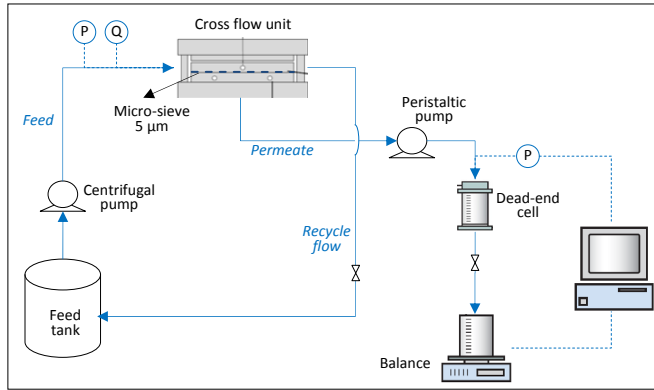 Cross flow unit
P
Q
Micro-sieve
5 µm
Feed
Permeate
Peristaltic
pump
P
Centrifugal
pump
Dead-end
cell
Recycle
flow
Feed
tank
Balance